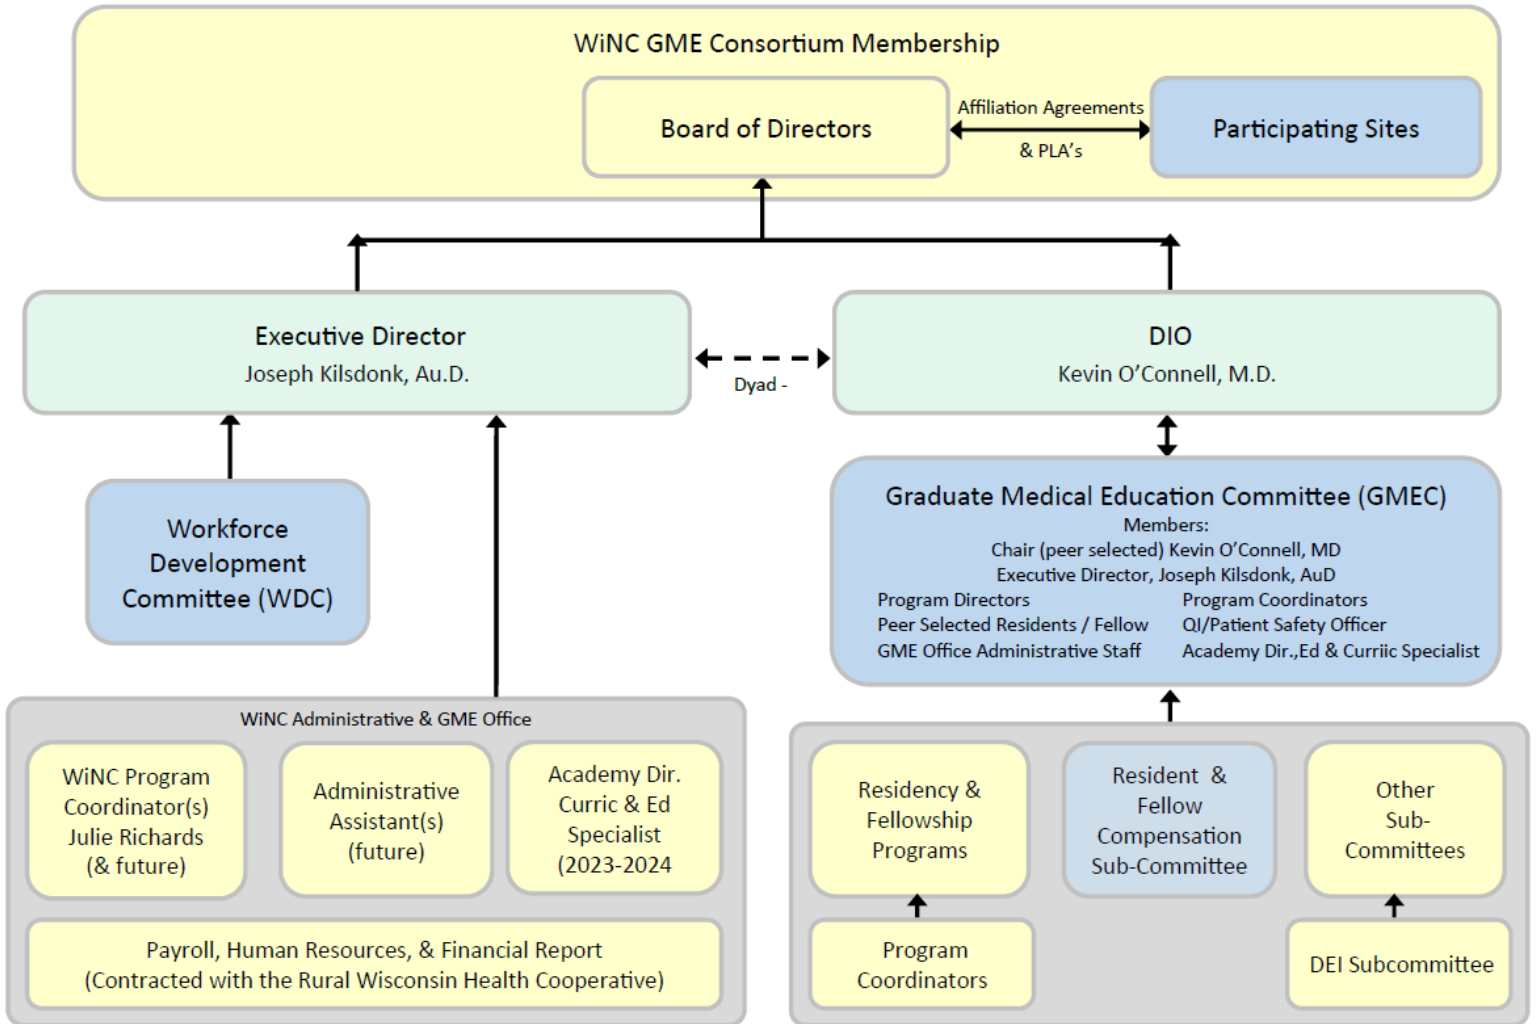 WiNC GME Consortium Membership
Board of Directors
Affiliation Agreements
& PLA's
Participating Sites
Executive Director
Joseph Kilsdonk, Au.D.
Dyad -
DIO
Kevin O'Connell, M.D.
Workforce
Development
Committee (WDC)
Graduate Medical Education Committee (GMEC)
Members:
Chair (peer selected) Kevin O'Connell, MD
Executive Director, Joseph Kilsdonk, AuD
Program Directors
Peer Selected Residents / Fellow
GME Office Administrative Staff
Program Coordinators
QI/Patient Safety Officer
Academy Dir.,Ed & Curriic Specialist
WiNC Administrative & GME Office
WiNC Program
Coordinator(s)
Julie Richards
(& future)
Administrative
Assistant(s)
(future)
Academy Dir.
Curric & Ed
Specialist
(2023-2024
Payroll, Human Resources, & Financial Report
(Contracted with the Rural Wisconsin Health Cooperative)
Residency &
Fellowship
Programs
Resident &
Fellow
Compensation
Sub-Committee
Other
Sub-
Committees
Program
Coordinators
DEI Subcommittee